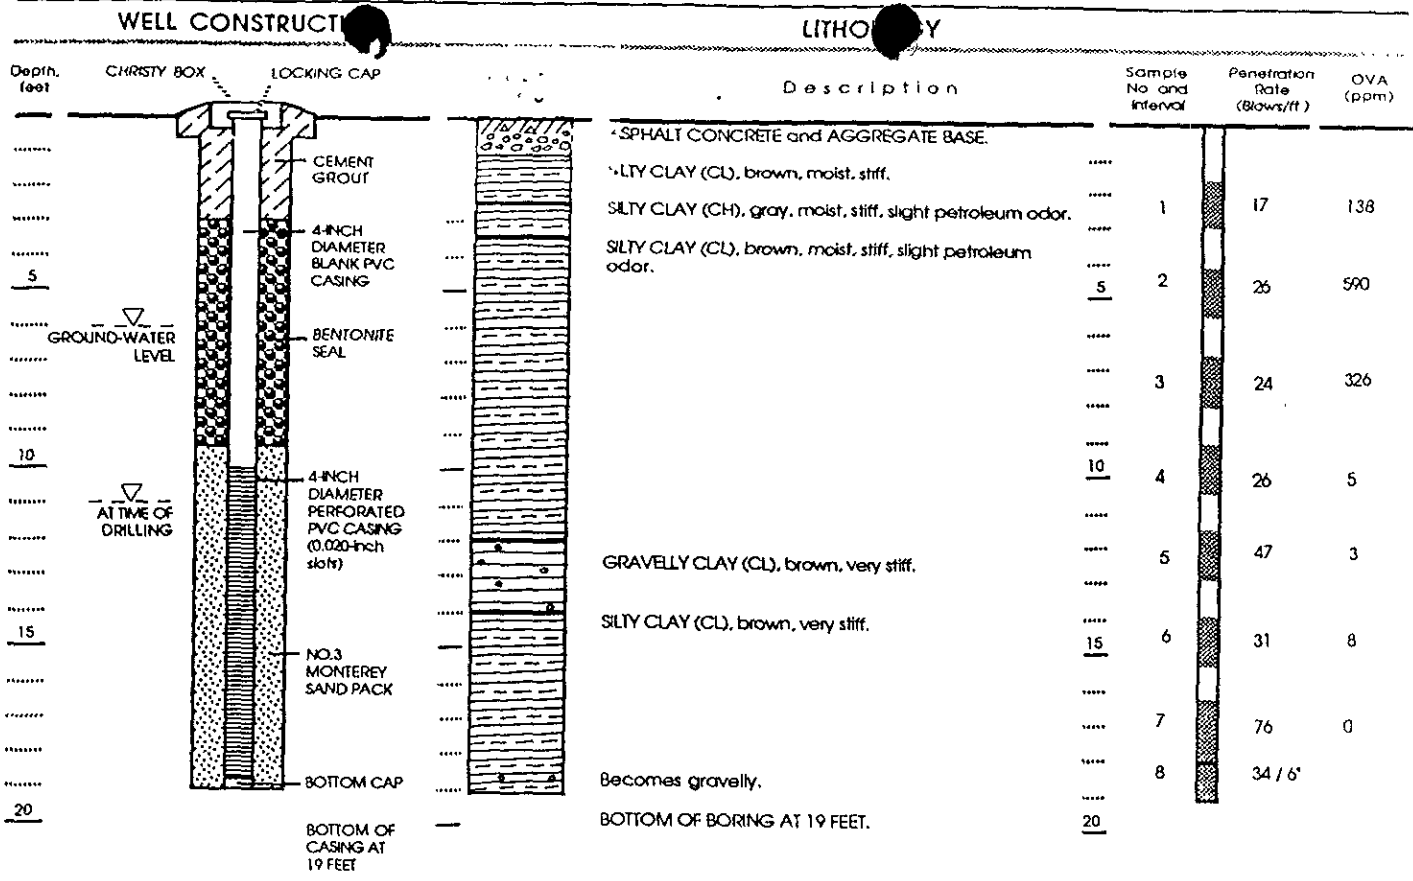 WELL CONSTRUCTI
LITHO GY
Depth, feet
CHRISTY BOX
LOCKING CAP
Description
Sample No and Interval
Penetration Rate (Blows/ft)
OVA (ppm)
CEMENT
GROUT
4-INCH
DIAMETER
BLANK PVC
CASING
5
GROUND-WATER
LEVEL
BENTONITE
SEAL
10
4-INCH
DIAMETER
PERFORATED
PVC CASING
(0.020-inch
slots)
AT TIME OF
DRILLING
15
NO.3
MONTEREY
SAND PACK
BOTTOM CAP
20
BOTTOM OF
CASING AT
19 FEET
SPHALT CONCRETE and AGGREGATE BASE.
LTY CLAY (CL), brown, moist, stiff.
SILTY CLAY (CH), gray, moist, stiff, slight petroleum odor.
SILTY CLAY (CL), brown, moist, stiff, slight petroleum
odor.
GRAVELLY CLAY (CL), brown, very stiff.
SILTY CLAY (CL), brown, very stiff.
Becomes gravelly.
BOTTOM OF BORING AT 19 FEET.
1 17 138
5 2 26 590
3 24 326
10 4 26 5
5 47 3
15 6 31 8
7 76 0
8 34 / 6"
20